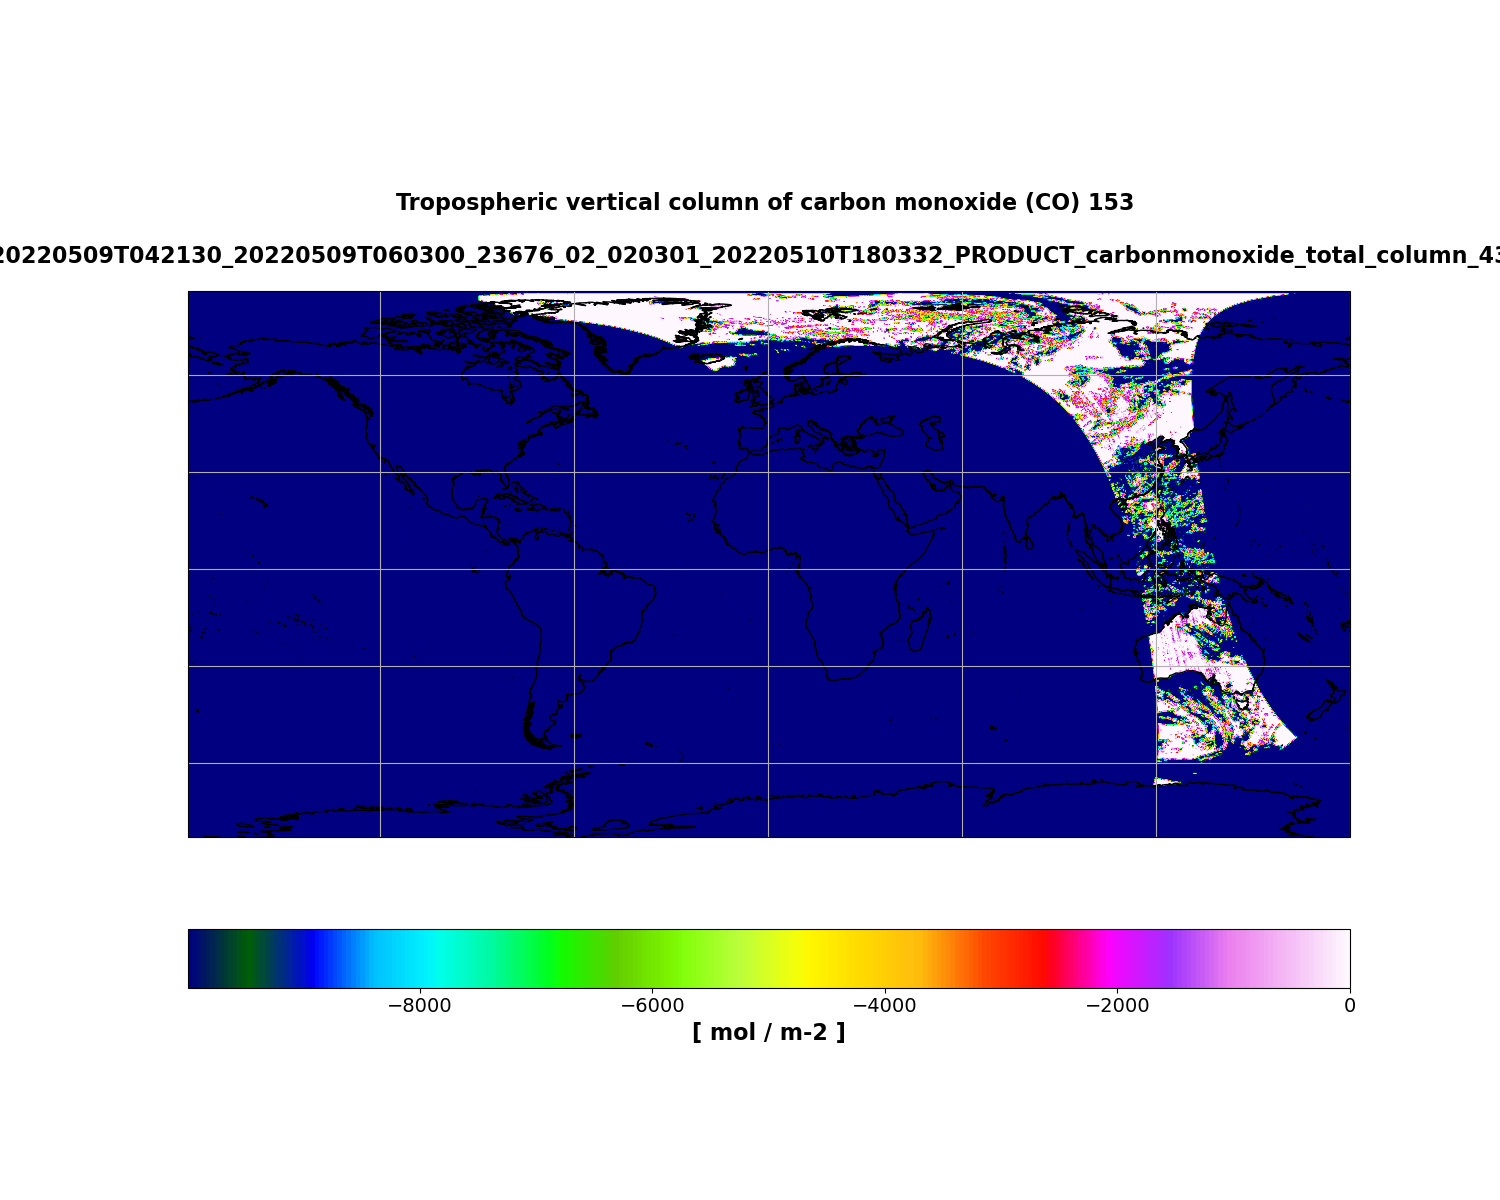 Tropospheric vertical column of carbon monoxide (CO) 153
20220509T042130_20220509T060300_23676_02_020301_20220510T180332_PRODUCT_carbonmonoxide_total_column_43
−8000 −6000 −4000 −2000 0
[ mol / m-2 ]